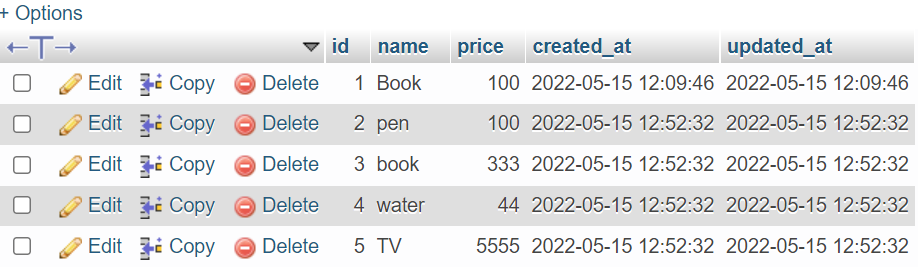 + Options
←T→ id name price created_at updated_at
Edit Copy Delete 1 Book 100 2022-05-15 12:09:46 2022-05-15 12:09:46
Edit Copy Delete 2 pen 100 2022-05-15 12:52:32 2022-05-15 12:52:32
Edit Copy Delete 3 book 333 2022-05-15 12:52:32 2022-05-15 12:52:32
Edit Copy Delete 4 water 44 2022-05-15 12:52:32 2022-05-15 12:52:32
Edit Copy Delete 5 TV 5555 2022-05-15 12:52:32 2022-05-15 12:52:32